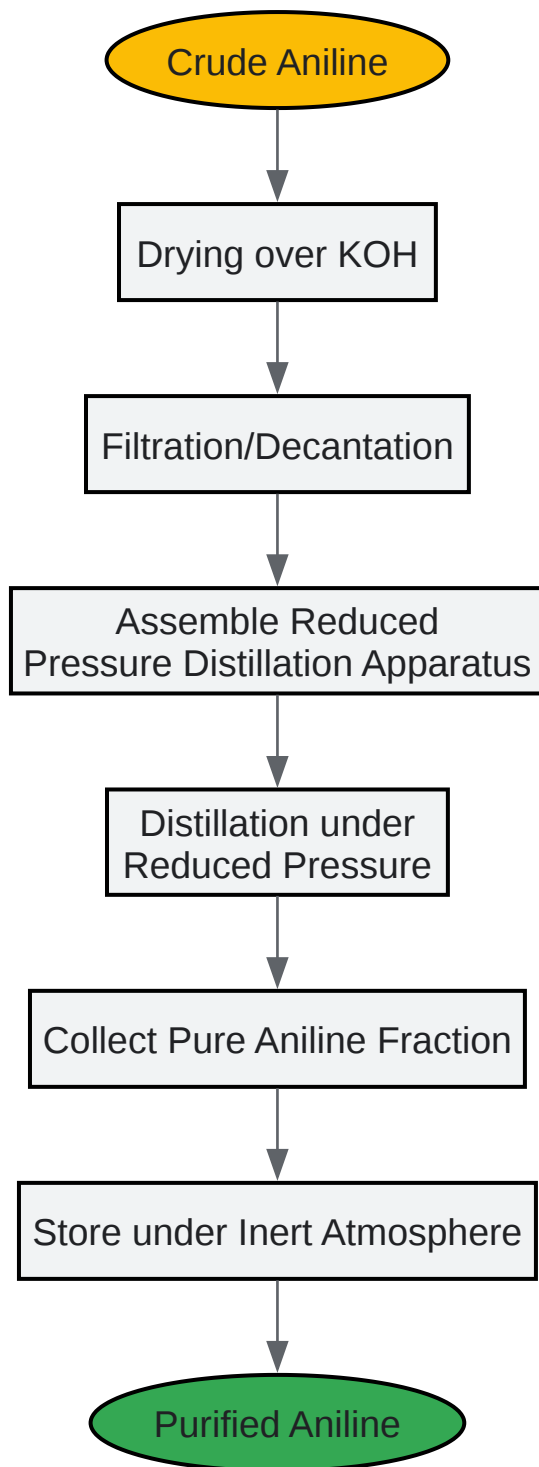 Crude Aniline
Drying over KOH
Filtration/Decantation
Assemble Reduced
Pressure Distillation Apparatus
Distillation under
Reduced Pressure
Collect Pure Aniline Fraction
Store under Inert Atmosphere
Purified Aniline